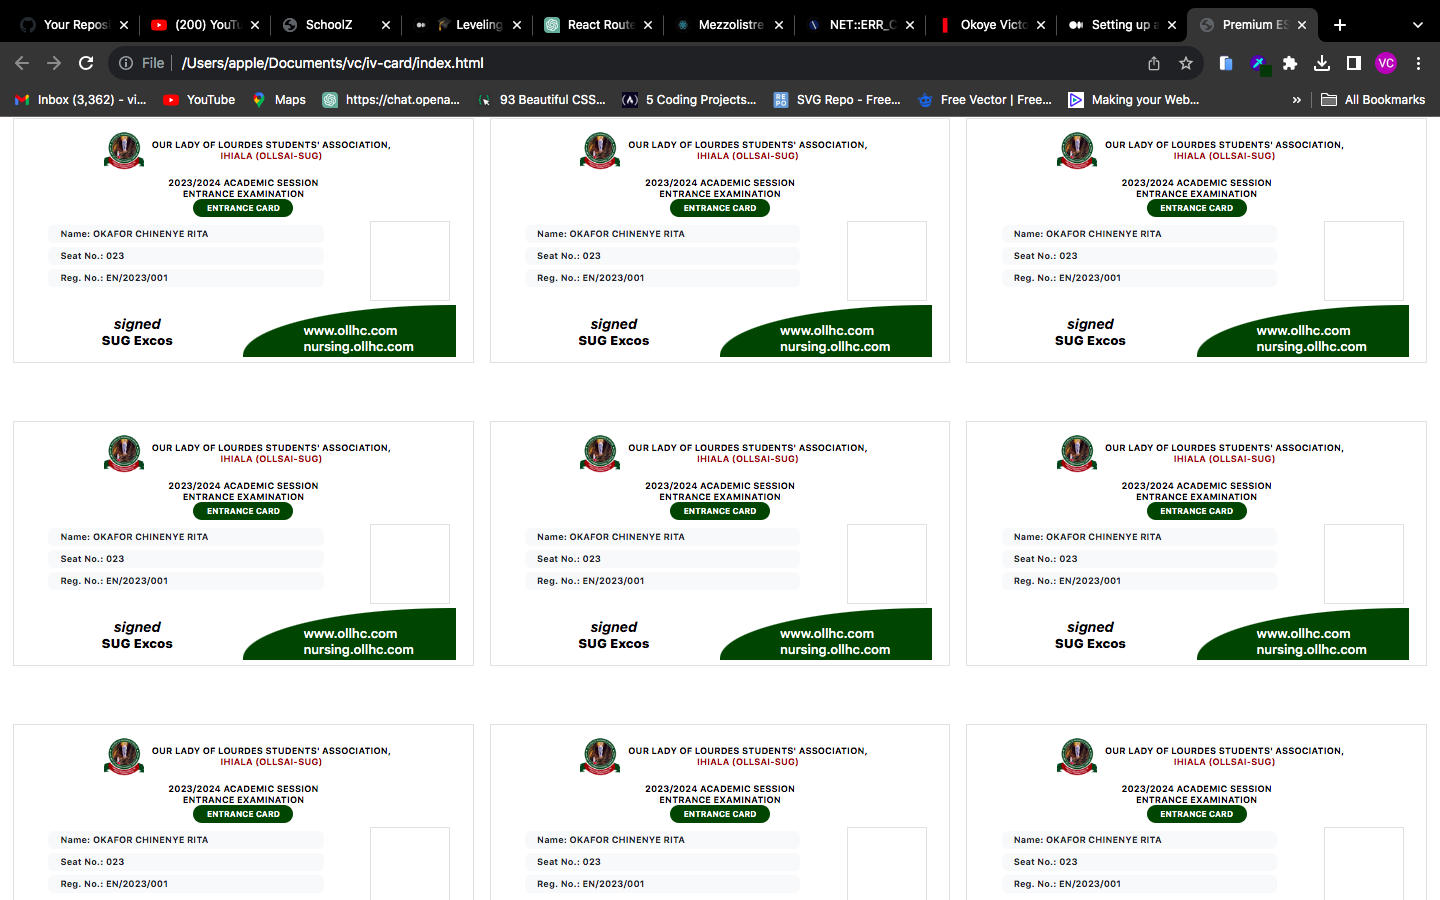 Your Repos
(200) YouTu
SchoolZ
Leveling
React Route
Mezzolistre
NET::ERR_C
Okoye Victo
Setting up a
Premium ES
File
/Users/apple/Documents/vc/iv-card/index.html
VC
Inbox (3,362) - vi...
YouTube
Maps
https://chat.opena...
93 Beautiful CSS...
5 Coding Projects...
SVG Repo - Free...
Free Vector | Free...
Making your Web...
»
All Bookmarks
OUR LADY OF LOURDES STUDENTS' ASSOCIATION,
IHIALA (OLLSAI-SUG)
2023/2024 ACADEMIC SESSION
ENTRANCE EXAMINATION
ENTRANCE CARD
Name: OKAFOR CHINENYE RITA
Seat No.: 023
Reg. No.: EN/2023/001
signed
SUG Excos
www.ollhc.com
nursing.ollhc.com
OUR LADY OF LOURDES STUDENTS' ASSOCIATION,
IHIALA (OLLSAI-SUG)
2023/2024 ACADEMIC SESSION
ENTRANCE EXAMINATION
ENTRANCE CARD
Name: OKAFOR CHINENYE RITA
Seat No.: 023
Reg. No.: EN/2023/001
signed
SUG Excos
www.ollhc.com
nursing.ollhc.com
OUR LADY OF LOURDES STUDENTS' ASSOCIATION,
IHIALA (OLLSAI-SUG)
2023/2024 ACADEMIC SESSION
ENTRANCE EXAMINATION
ENTRANCE CARD
Name: OKAFOR CHINENYE RITA
Seat No.: 023
Reg. No.: EN/2023/001
signed
SUG Excos
www.ollhc.com
nursing.ollhc.com
OUR LADY OF LOURDES STUDENTS' ASSOCIATION,
IHIALA (OLLSAI-SUG)
2023/2024 ACADEMIC SESSION
ENTRANCE EXAMINATION
ENTRANCE CARD
Name: OKAFOR CHINENYE RITA
Seat No.: 023
Reg. No.: EN/2023/001
signed
SUG Excos
www.ollhc.com
nursing.ollhc.com
OUR LADY OF LOURDES STUDENTS' ASSOCIATION,
IHIALA (OLLSAI-SUG)
2023/2024 ACADEMIC SESSION
ENTRANCE EXAMINATION
ENTRANCE CARD
Name: OKAFOR CHINENYE RITA
Seat No.: 023
Reg. No.: EN/2023/001
signed
SUG Excos
www.ollhc.com
nursing.ollhc.com
OUR LADY OF LOURDES STUDENTS' ASSOCIATION,
IHIALA (OLLSAI-SUG)
2023/2024 ACADEMIC SESSION
ENTRANCE EXAMINATION
ENTRANCE CARD
Name: OKAFOR CHINENYE RITA
Seat No.: 023
Reg. No.: EN/2023/001
signed
SUG Excos
www.ollhc.com
nursing.ollhc.com
OUR LADY OF LOURDES STUDENTS' ASSOCIATION,
IHIALA (OLLSAI-SUG)
2023/2024 ACADEMIC SESSION
ENTRANCE EXAMINATION
ENTRANCE CARD
Name: OKAFOR CHINENYE RITA
Seat No.: 023
Reg. No.: EN/2023/001
OUR LADY OF LOURDES STUDENTS' ASSOCIATION,
IHIALA (OLLSAI-SUG)
2023/2024 ACADEMIC SESSION
ENTRANCE EXAMINATION
ENTRANCE CARD
Name: OKAFOR CHINENYE RITA
Seat No.: 023
Reg. No.: EN/2023/001
OUR LADY OF LOURDES STUDENTS' ASSOCIATION,
IHIALA (OLLSAI-SUG)
2023/2024 ACADEMIC SESSION
ENTRANCE EXAMINATION
ENTRANCE CARD
Name: OKAFOR CHINENYE RITA
Seat No.: 023
Reg. No.: EN/2023/001